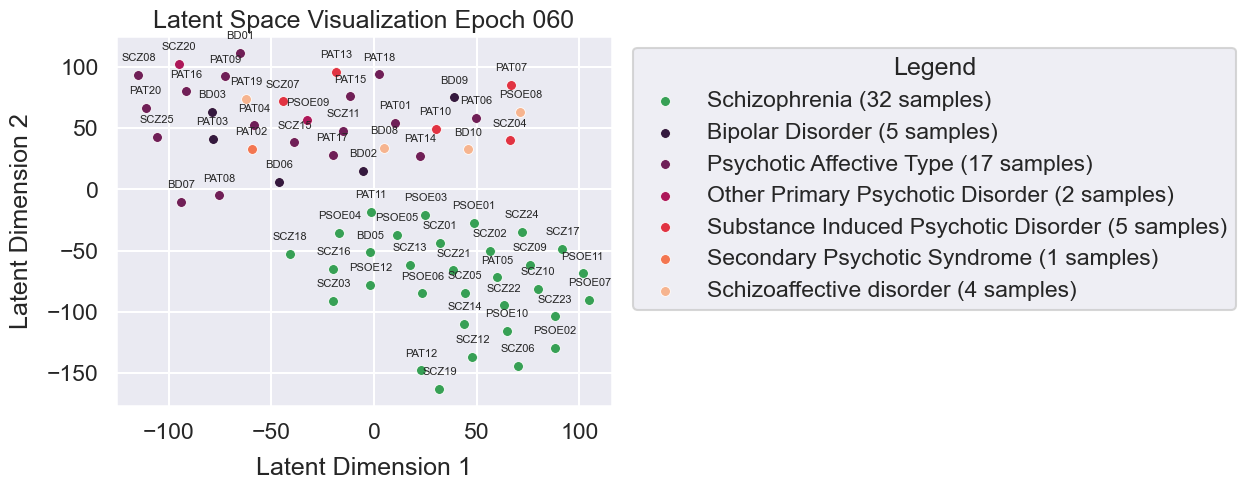 Latent Space Visualization Epoch 060
BD01
SCZ20
SCZ08
PAT09
PAT13
PAT18
PAT07
PAT16
PAT19
SCZ07
PAT15
BD09
PAT20
BD03
PSOE09
PSOE08
PAT06
PAT04
SCZ11
PAT01
PAT10
SCZ25
PAT03
SCZ15
SCZ04
PAT02
PAT17
BD08
PAT14
BD10
BD06
BD02
BD07
PAT08
PAT11
PSOE03
PSOE04
PSOE05
PSOE01
SCZ24
SCZ18
BD05
SCZ01
SCZ02
SCZ17
SCZ16
SCZ13
SCZ21
SCZ09
PSOE11
PSOE12
PAT05
SCZ03
PSOE06
SCZ05
SCZ10
PSOE07
SCZ22
SCZ14
SCZ23
PSOE10
SCZ12
PSOE02
PAT12
SCZ06
SCZ19
100
50
0
−50
−100
−150
−100
−50
0
50
100
Latent Dimension 1
Latent Dimension 2
Legend
Schizophrenia (32 samples)
Bipolar Disorder (5 samples)
Psychotic Affective Type (17 samples)
Other Primary Psychotic Disorder (2 samples)
Substance Induced Psychotic Disorder (5 samples)
Secondary Psychotic Syndrome (1 samples)
Schizoaffective disorder (4 samples)